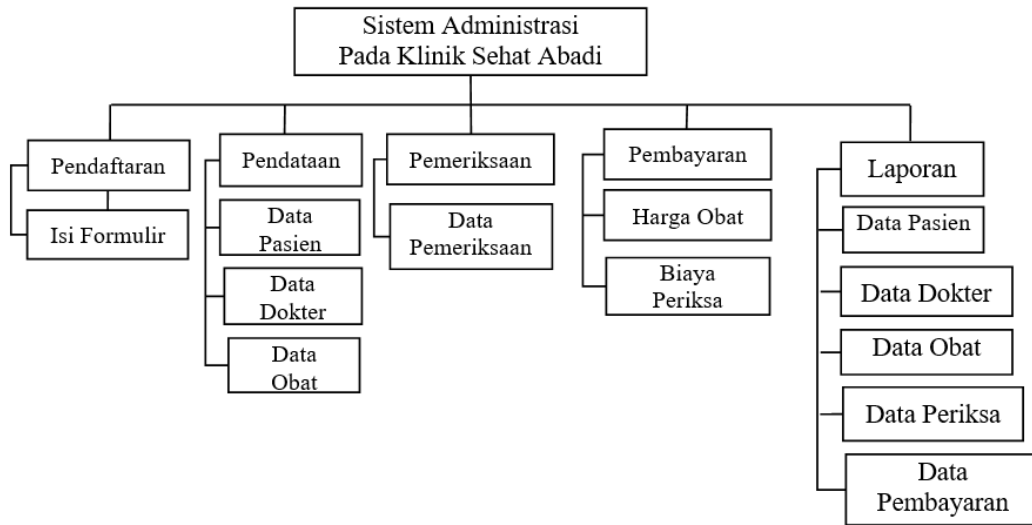 Sistem Administrasi
Pada Klinik Sehat Abadi
Pendaftaran
Isi Formulir
Pendataan
Data
Pasien
Data
Dokter
Data
Obat
Pemeriksaan
Data
Pemeriksaan
Pembayaran
Harga Obat
Biaya
Periksa
Laporan
Data Pasien
Data Dokter
Data Obat
Data Periksa
Data
Pembayaran